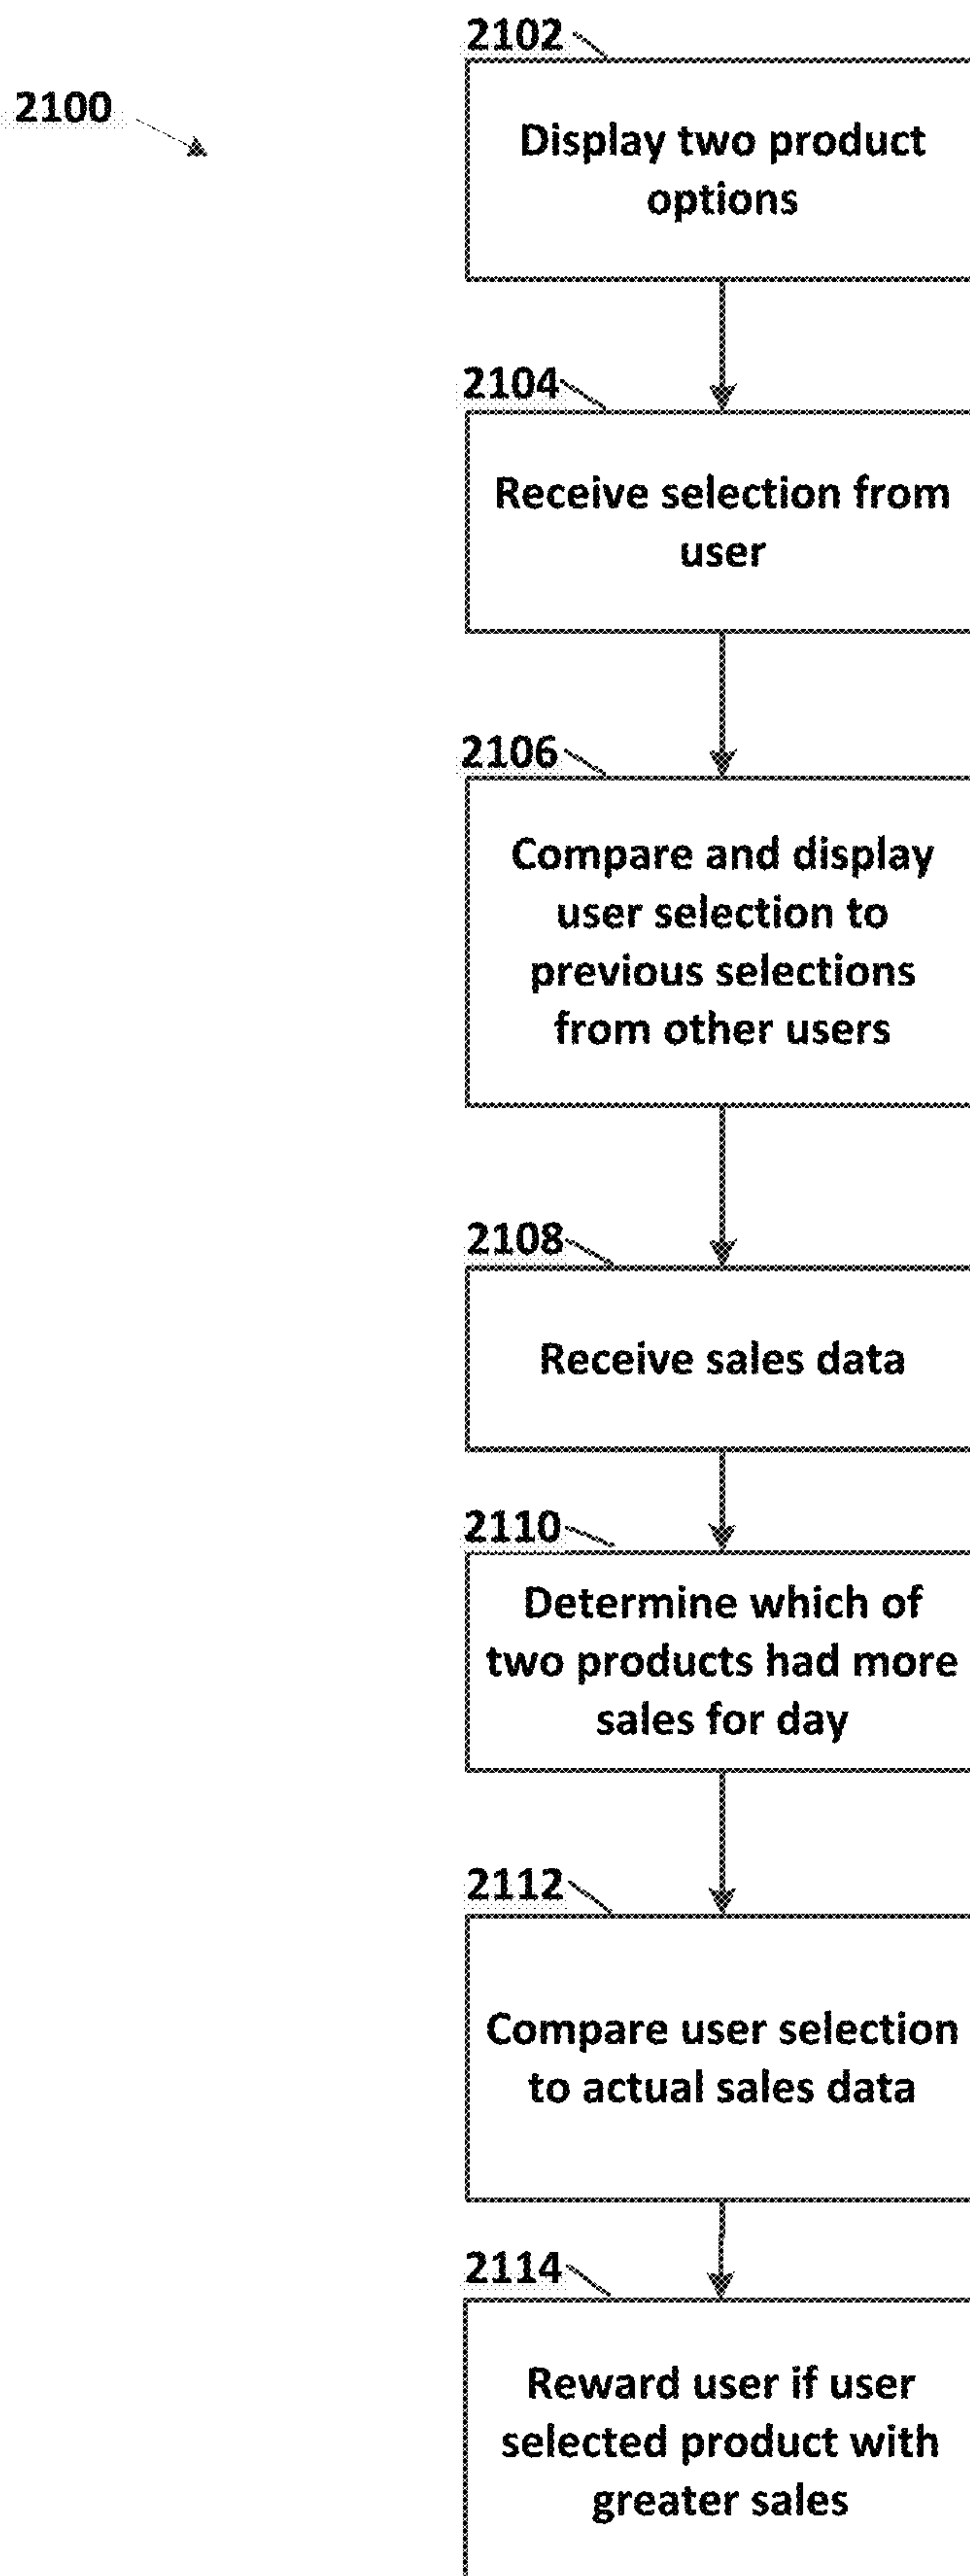 2102
2100
Display two product
options
2104
Receive selection from
user
2106
Compare and display
user selection to
previous selections
from other users
2108
Receive sales data
2110
Determine which of
two products had more
sales for day
2112
Compare user selection
to actual sales data
2114
Reward user if user
selected product with
greater sales